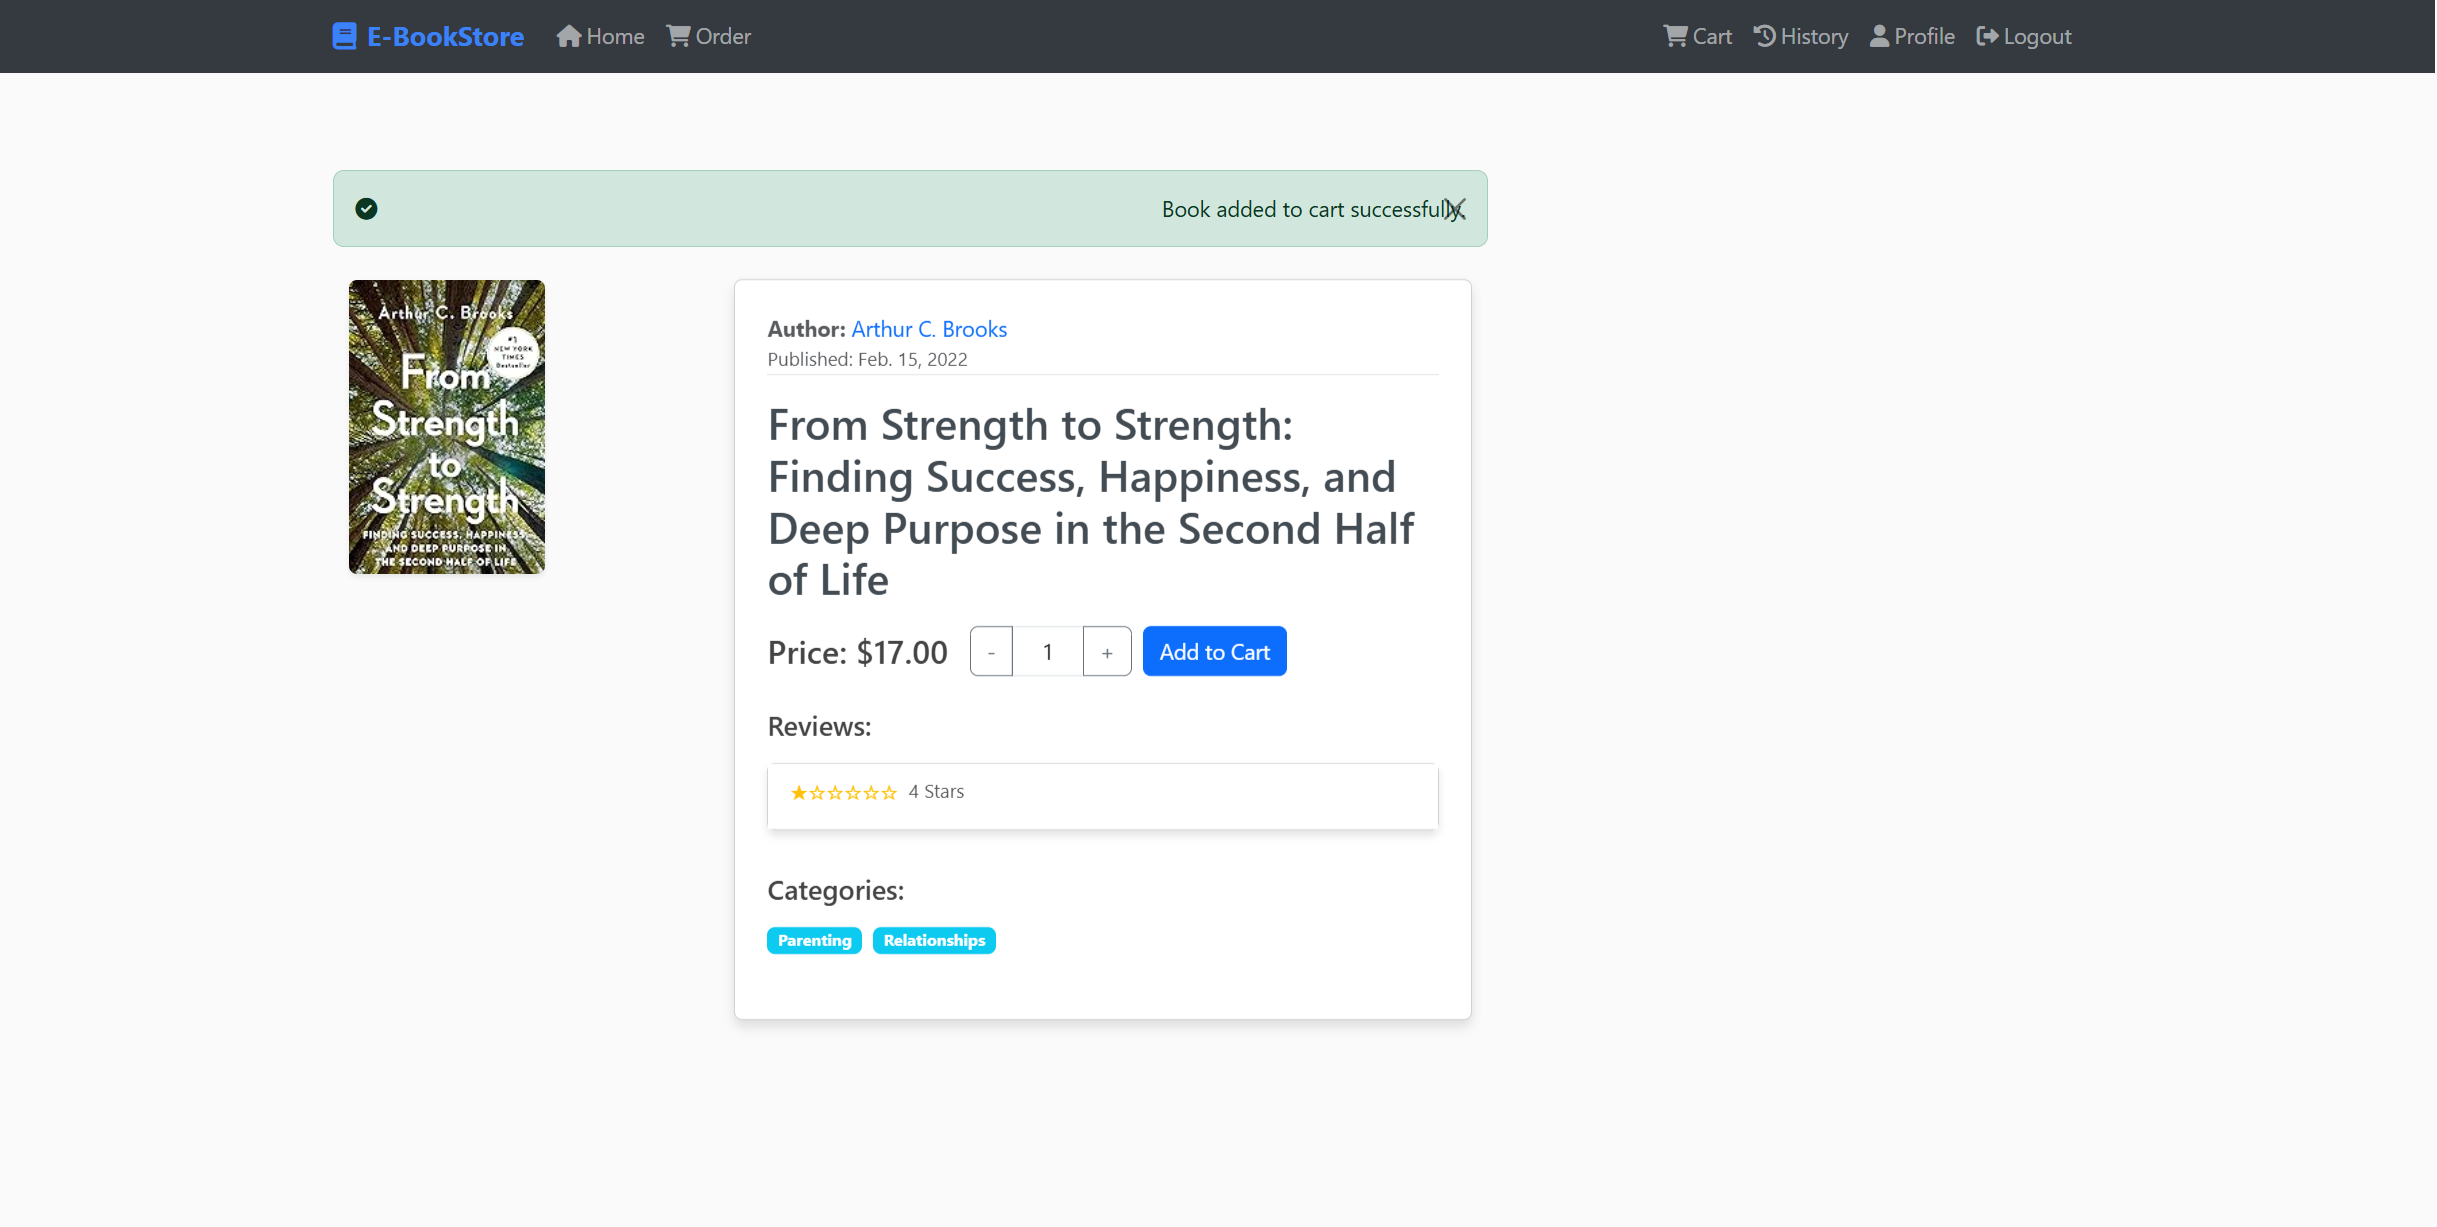 E-BookStore Home Order Cart History Profile Logout
Book added to cart successfully.
Arthur C. Brooks
#1
NEW YORK
TIMES
Bestseller
From
Strength
to
Strength
FINDING SUCCESS, HAPPINESS,
AND DEEP PURPOSE IN
THE SECOND HALF OF LIFE
Author: Arthur C. Brooks
Published: Feb. 15, 2022
From Strength to Strength:
Finding Success, Happiness, and
Deep Purpose in the Second Half
of Life
Price: $17.00 - 1 + Add to Cart
Reviews:
★☆☆☆☆☆ 4 Stars
Categories:
Parenting Relationships